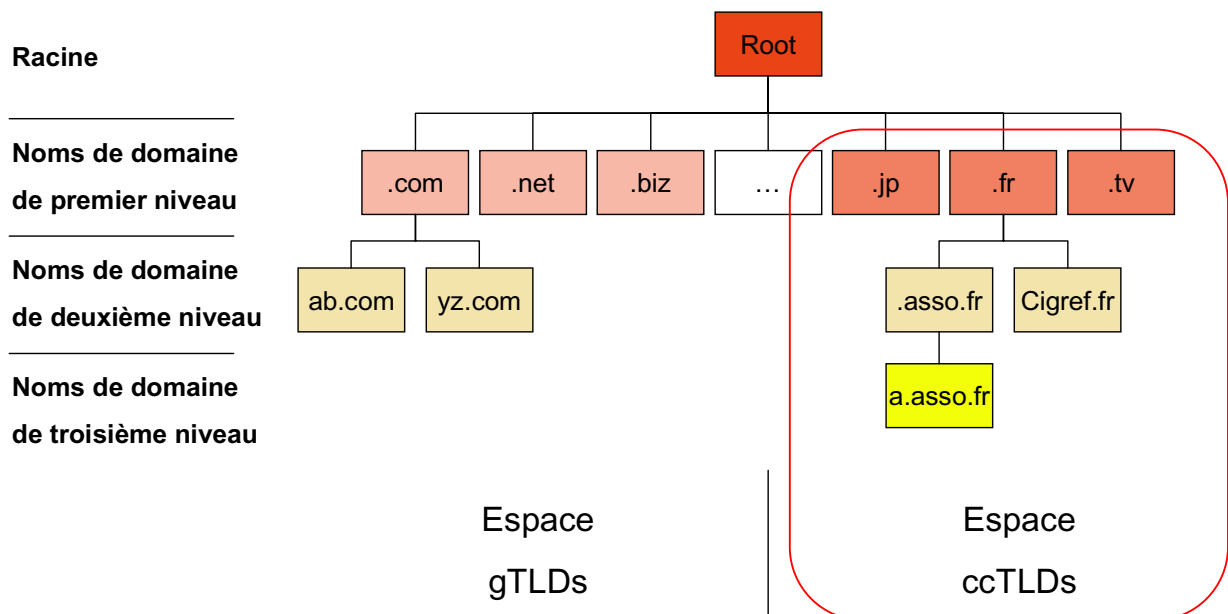 Root
Racine
Noms de domaine
de premier niveau
.com
.net
.biz
...
.jp
.fr
.tv
Noms de domaine
de deuxième niveau
ab.com
yz.com
.asso.fr
Cigref.fr
Noms de domaine
de troisième niveau
a.asso.fr
Espace
gTLDs
Espace
ccTLDs